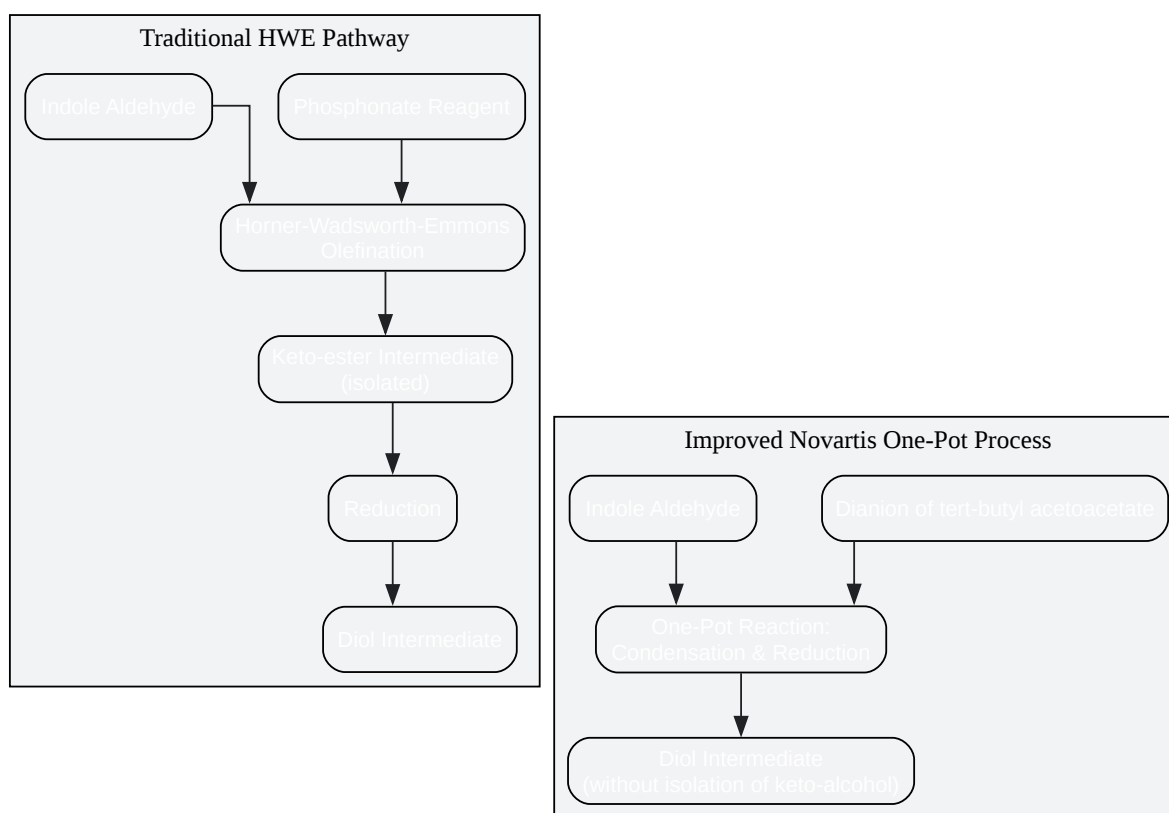 Traditional HWE Pathway
Indole Aldehyde
Phosphonate Reagent
Horner-Wadsworth-Emmons
Olefination
Keto-ester Intermediate
(isolated)
Reduction
Diol Intermediate
Improved Novartis One-Pot Process
Indole Aldehyde
Dianion of tert-butyl acetoacetate
One-Pot Reaction:
Condensation & Reduction
Diol Intermediate
(without isolation of keto-alcohol)